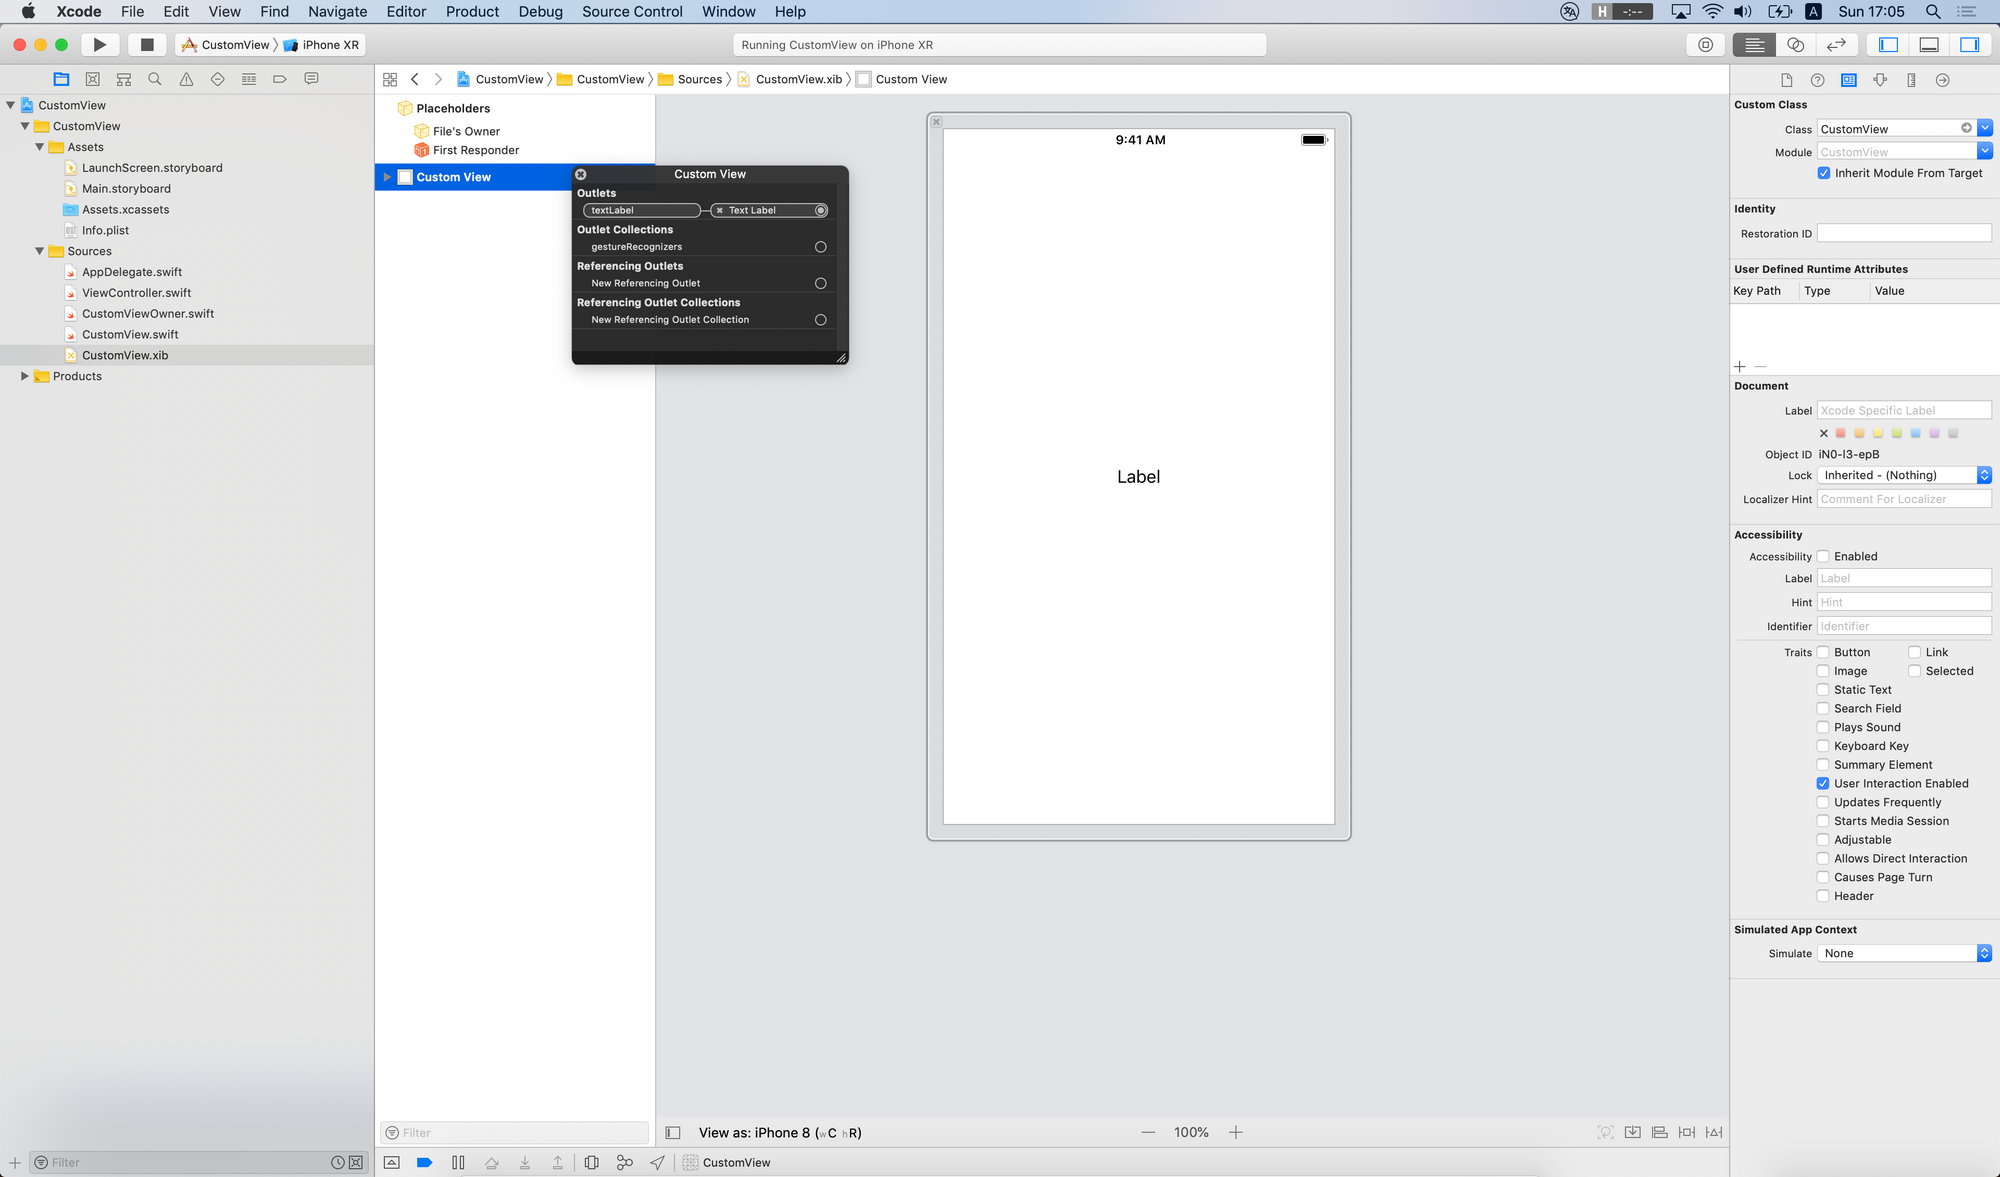 Xcode File Edit View Find Navigate Editor Product Debug Source Control Window Help
H -:-- A Sun 17:05
CustomView iPhone XR
Running CustomView on iPhone XR
CustomView
CustomView
Assets
LaunchScreen.storyboard
Main.storyboard
Assets.xcassets
Info.plist
Sources
AppDelegate.swift
ViewController.swift
CustomViewOwner.swift
CustomView.swift
CustomView.xib
Products
Filter
CustomView CustomView Sources CustomView.xib Custom View
Placeholders
File's Owner
First Responder
Custom View
Filter
Custom View
Outlets
textLabel Text Label
Outlet Collections
gestureRecognizers
Referencing Outlets
New Referencing Outlet
Referencing Outlet Collections
New Referencing Outlet Collection
9:41 AM
Label
View as: iPhone 8 (wC hR)
100%
CustomView
Custom Class
Class CustomView
Module CustomView
Inherit Module From Target
Identity
Restoration ID
User Defined Runtime Attributes
Key Path Type Value
Document
Label Xcode Specific Label
Object ID iN0-l3-epB
Lock Inherited - (Nothing)
Localizer Hint Comment For Localizer
Accessibility
Accessibility Enabled
Label Label
Hint Hint
Identifier Identifier
Traits Button Link
Image Selected
Static Text
Search Field
Plays Sound
Keyboard Key
Summary Element
User Interaction Enabled
Updates Frequently
Starts Media Session
Adjustable
Allows Direct Interaction
Causes Page Turn
Header
Simulated App Context
Simulate None